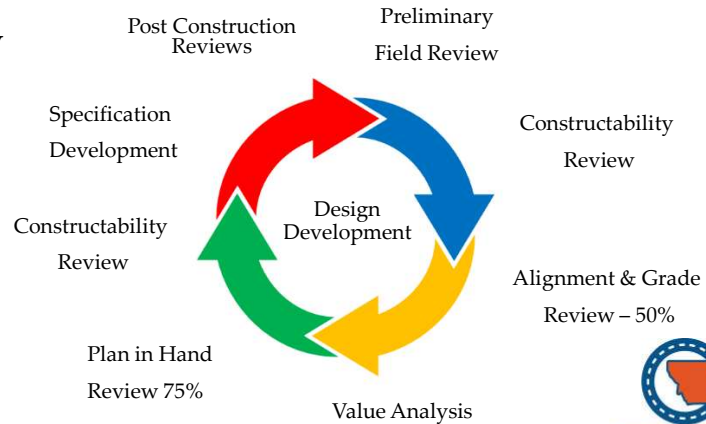 Post Construction
Reviews
Preliminary
Field Review
Specification
Development
Constructability
Review
Design
Development
Constructability
Review
Alignment & Grade
Review – 50%
Plan in Hand
Review 75%
Value Analysis